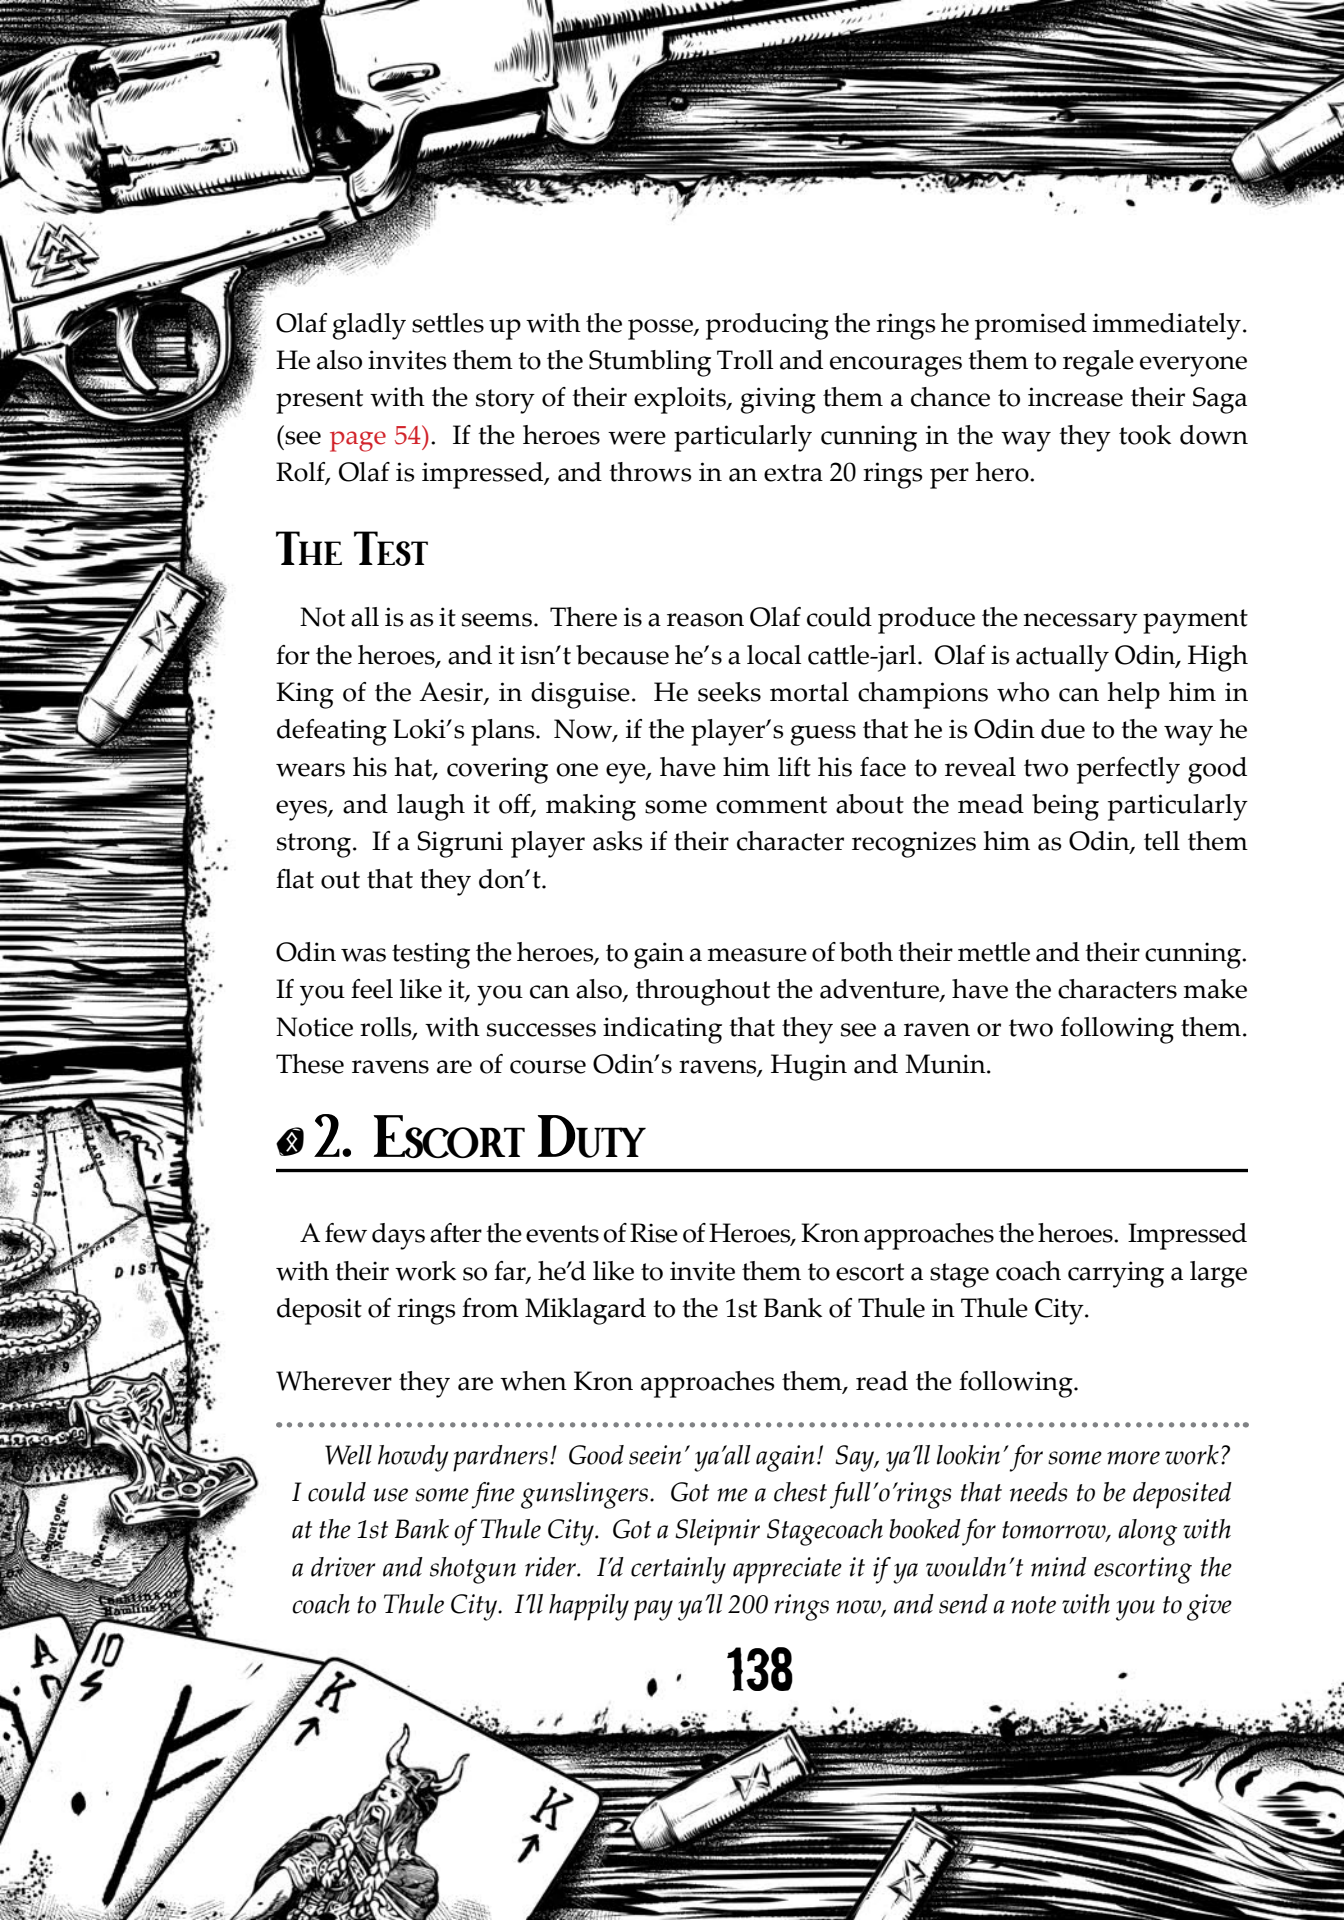 Olaf gladly settles up with the posse, producing the rings he promised immediately.
He also invites them to the Stumbling Troll and encourages them to regale everyone
present with the story of their exploits, giving them a chance to increase their Saga
(see page 54).  If the heroes were particularly cunning in the way they took down
Rolf, Olaf is impressed, and throws in an extra 20 rings per hero.
The Test
Not all is as it seems.  There is a reason Olaf could produce the necessary payment
for the heroes, and it isn’t because he’s a local cattle-jarl.  Olaf is actually Odin, High
King of the Aesir, in disguise.  He seeks mortal champions who can help him in
defeating Loki’s plans.  Now, if the player’s guess that he is Odin due to the way he
wears his hat, covering one eye, have him lift his face to reveal two perfectly good
eyes, and laugh it off, making some comment about the mead being particularly
strong.  If a Sigruni player asks if their character recognizes him as Odin, tell them
flat out that they don’t.
Odin was testing the heroes, to gain a measure of both their mettle and their cunning.
If you feel like it, you can also, throughout the adventure, have the characters make
Notice rolls, with successes indicating that they see a raven or two following them.
These ravens are of course Odin’s ravens, Hugin and Munin.
2. Escort Duty
A few days after the events of Rise of Heroes, Kron approaches the heroes.  Impressed
with their work so far, he’d like to invite them to escort a stage coach carrying a large
deposit of rings from Miklagard to the 1st Bank of Thule in Thule City.
Wherever they are when Kron approaches them, read the following.
Well howdy pardners!  Good seein’ ya’all again!  Say, ya’ll lookin’ for some more work?
I could use some fine gunslingers.  Got me a chest full’o’rings that needs to be deposited
at the 1st Bank of Thule City.  Got a Sleipnir Stagecoach booked for tomorrow, along with
a driver and shotgun rider.  I’d certainly appreciate it if ya wouldn’t mind escorting the
coach to Thule City.  I’ll happily pay ya’ll 200 rings now, and send a note with you to give
138
UDALLS
DIST
Okem
A
10
K
K